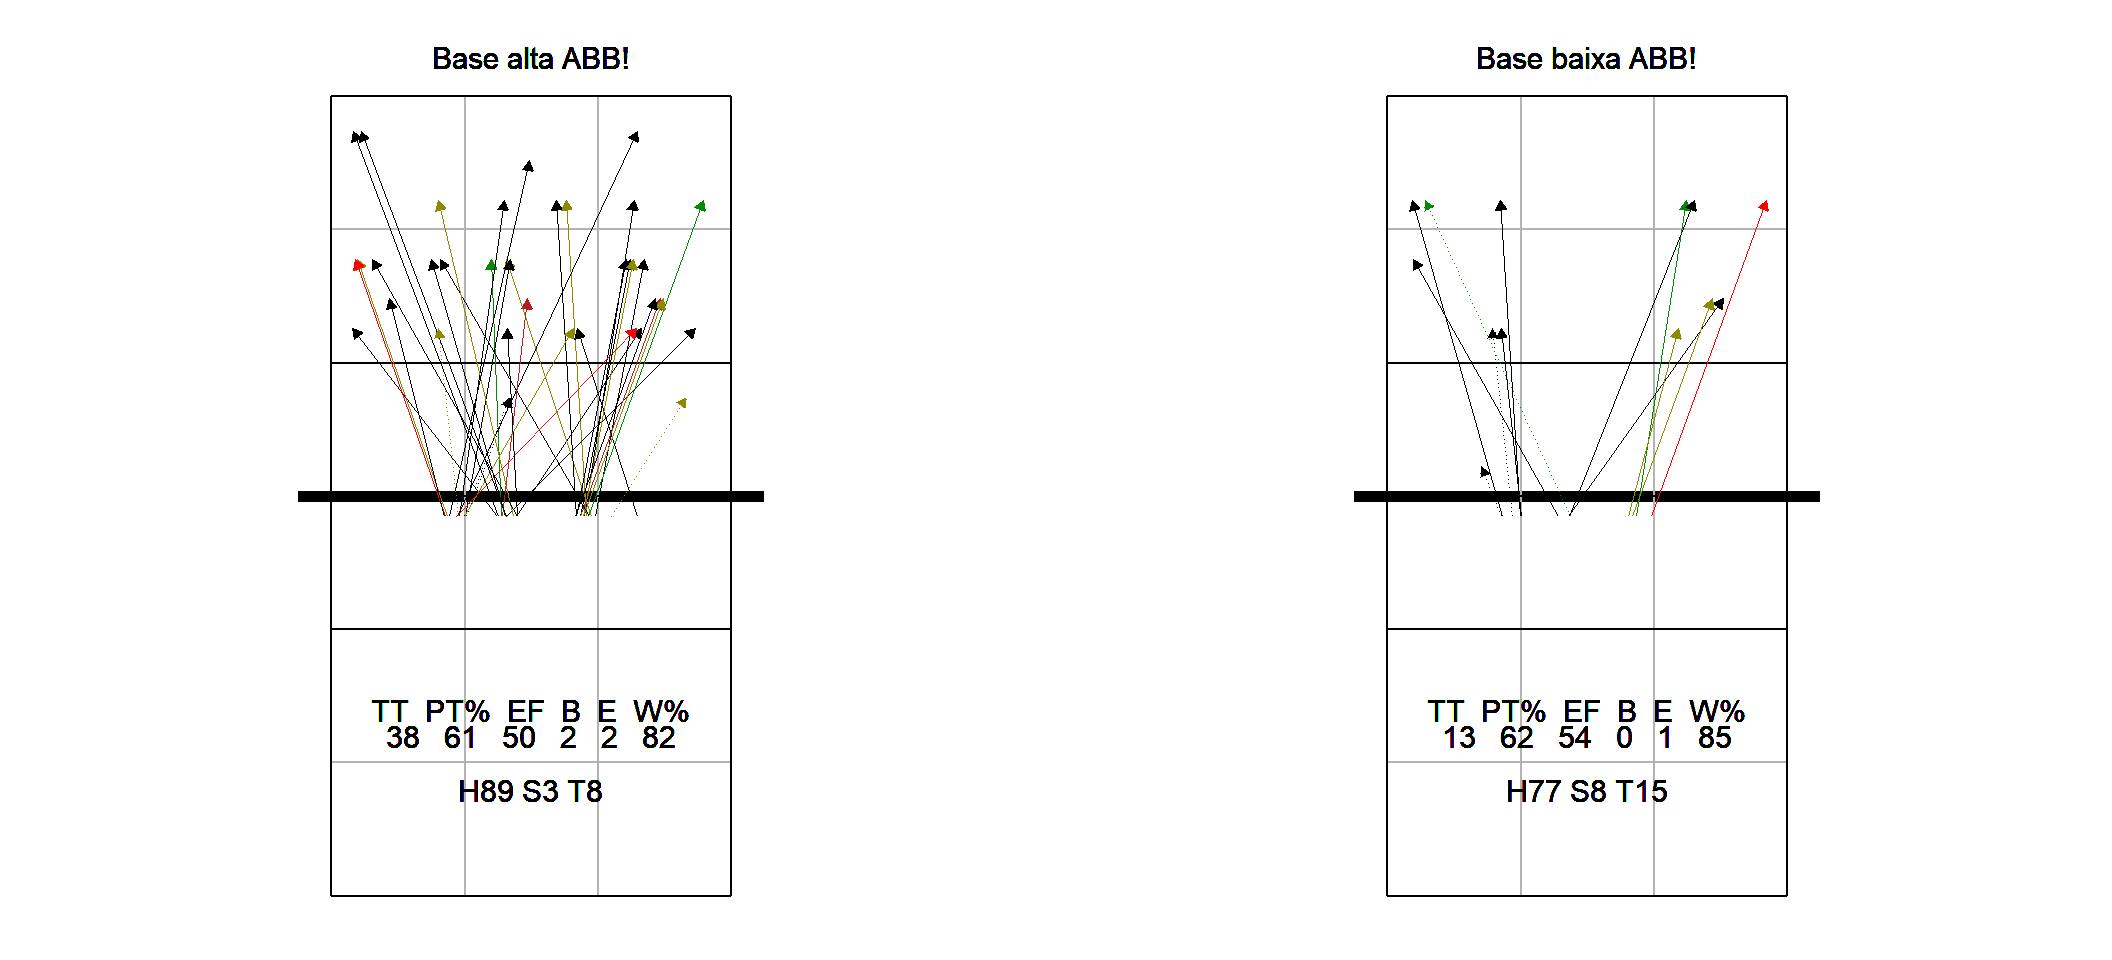 Base alta ABB!
TT PT% EF B E W%
38 61 50 2 2 82
H89 S3 T8
Base baixa ABB!
TT PT% EF B E W%
13 62 54 0 1 85
H77 S8 T15